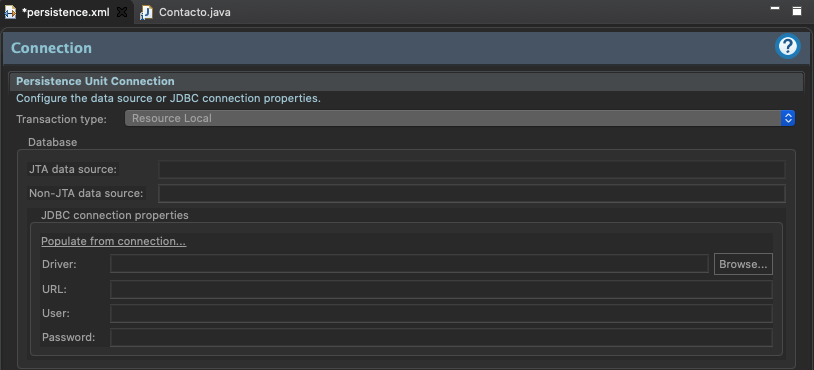 *persistence.xml
Contacto.java
Connection
Persistence Unit Connection
Configure the data source or JDBC connection properties.
Transaction type: Resource Local
Database
JTA data source:
Non-JTA data source:
JDBC connection properties
Populate from connection...
Driver: Browse...
URL:
User:
Password: